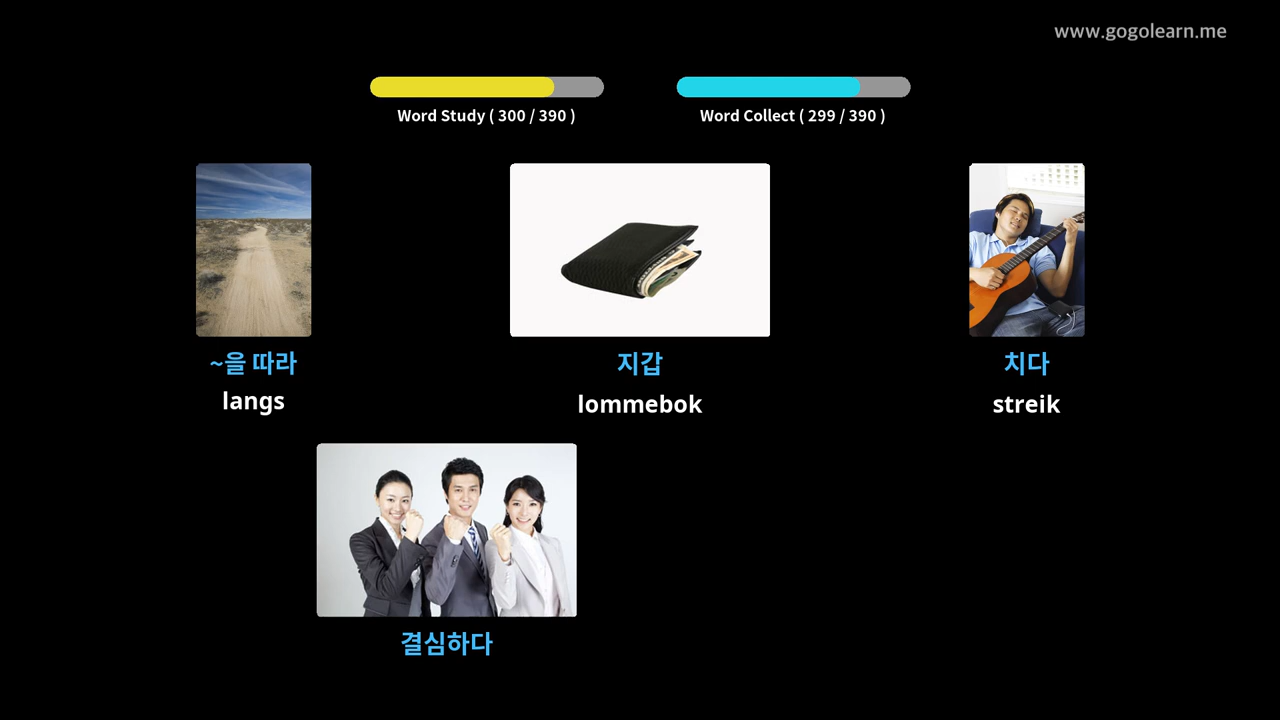 www.gogolearn.me
Word Study ( 300 / 390 )
Word Collect ( 299 / 390 )
~을 따라
langs
지갑
lommebok
치다
streik
결심하다